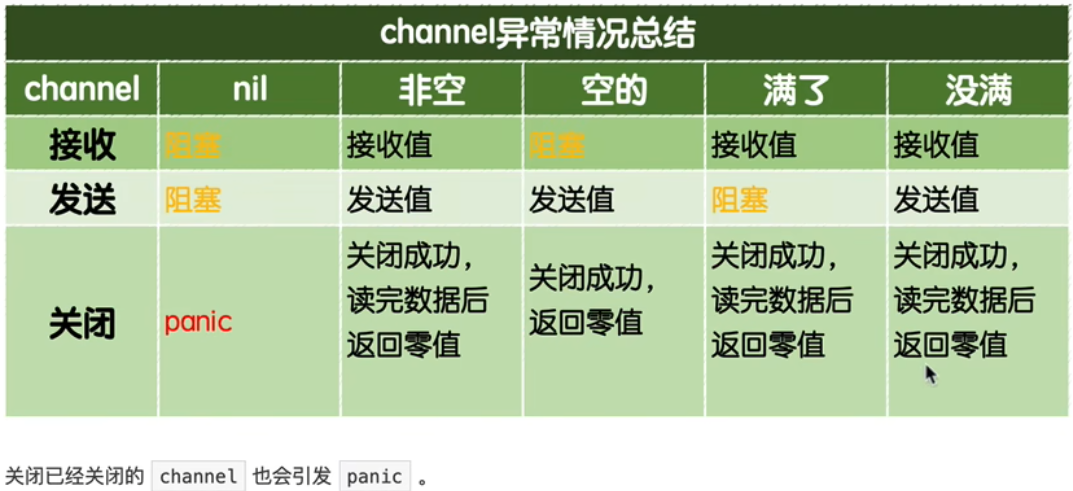 channel异常情况总结
channel nil 非空 空的 满了 没满
接收 阻塞 接收值 阻塞 接收值 接收值
发送 阻塞 发送值 发送值 阻塞 发送值
关闭 panic 关闭成功，读完数据后返回零值 关闭成功，返回零值 关闭成功，读完数据后返回零值 关闭成功，读完数据后返回零值
关闭已经关闭的 channel 也会引发 panic 。